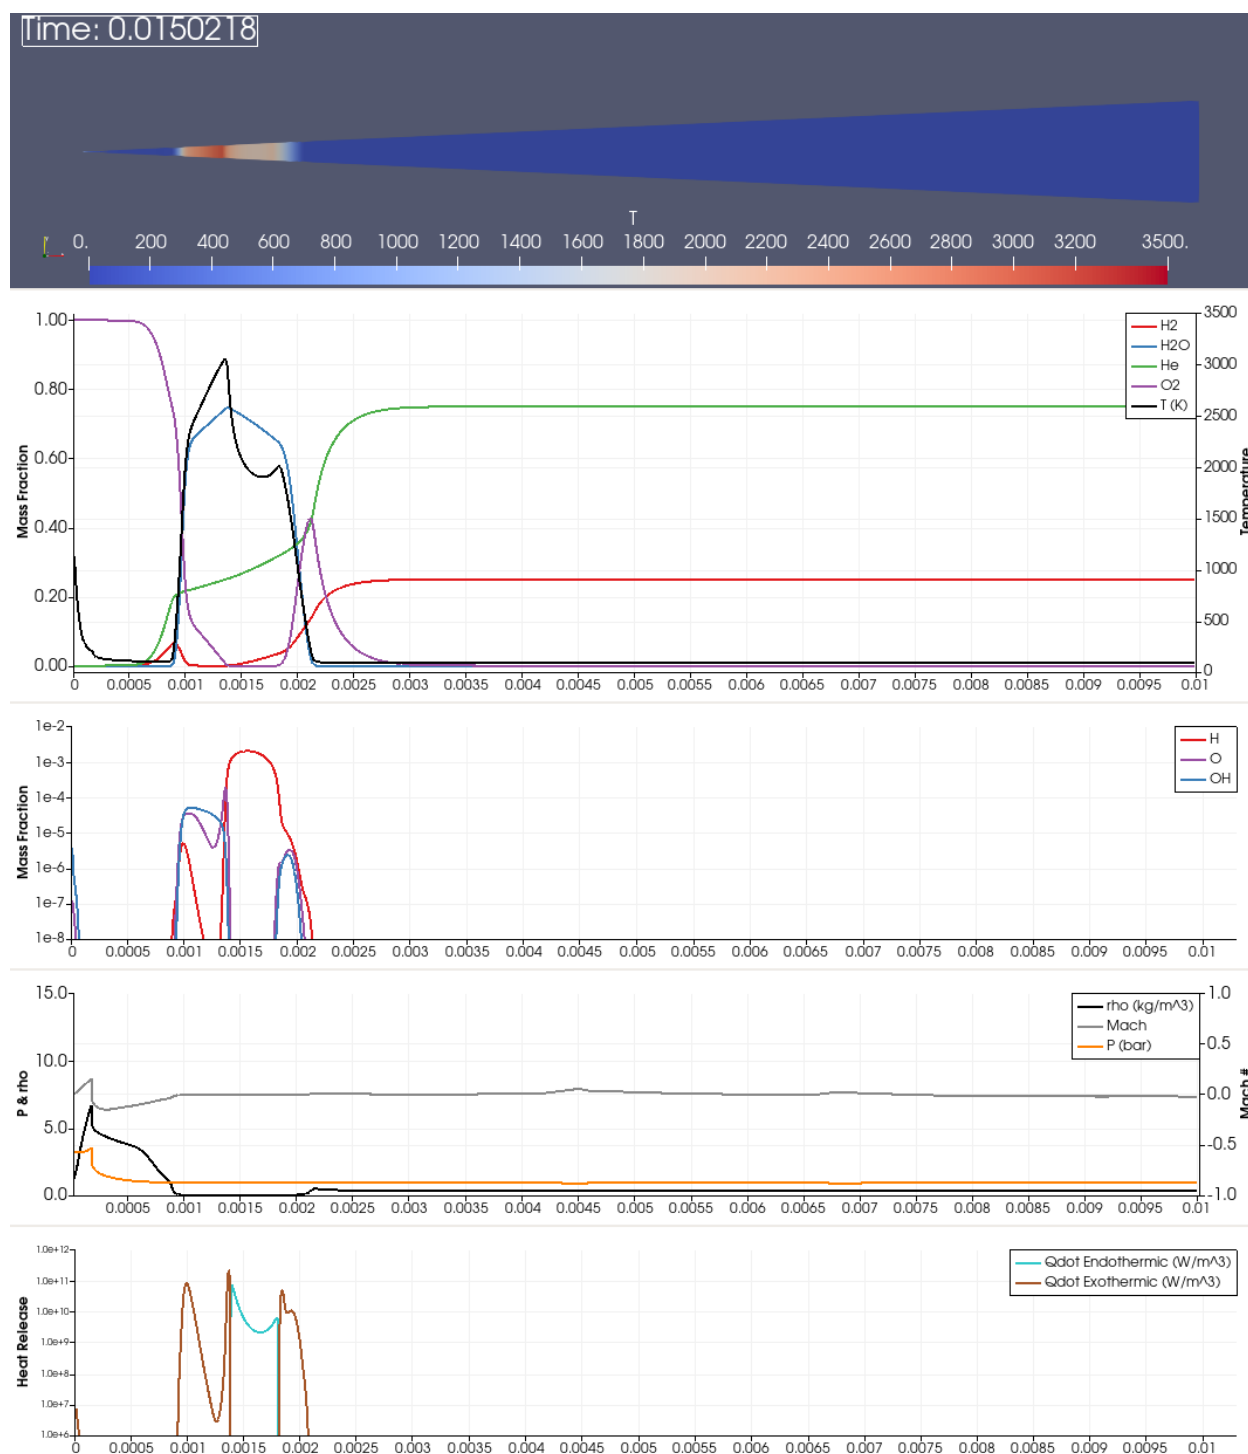 Time: 0.0150218
T
0. 200 400 600 800 1000 1200 1400 1600 1800 2000 2200 2400 2600 2800 3000 3200 3500.
1.00 0.80 0.60 0.40 0.20 0.00
Mass Fraction
H2
H2O
He
O2
T (K)
3500 3000 2500 2000 1500 1000 500 0
Temperature
0 0.0005 0.001 0.0015 0.002 0.0025 0.003 0.0035 0.004 0.0045 0.005 0.0055 0.006 0.0065 0.007 0.0075 0.008 0.0085 0.009 0.0095 0.01
1e-2 1e-3 1e-4 1e-5 1e-6 1e-7 1e-8
Mass Fraction
H
O
OH
0 0.0005 0.001 0.0015 0.002 0.0025 0.003 0.0035 0.004 0.0045 0.005 0.0055 0.006 0.0065 0.007 0.0075 0.008 0.0085 0.009 0.0095 0.01
15.0 10.0 5.0 0.0
P & rho
rho (kg/m^3)
Mach
P (bar)
1.0 0.5 0.0 -0.5 -1.0
Mach #
0.0005 0.001 0.0015 0.002 0.0025 0.003 0.0035 0.004 0.0045 0.005 0.0055 0.006 0.0065 0.007 0.0075 0.008 0.0085 0.009 0.0095 0.01
1.0e+12 1.0e+11 1.0e+10 1.0e+9 1.0e+8 1.0e+7 1.0e+6
Heat Release
Qdot Endothermic (W/m^3)
Qdot Exothermic (W/m^3)
0 0.0005 0.001 0.0015 0.002 0.0025 0.003 0.0035 0.004 0.0045 0.005 0.0055 0.006 0.0065 0.007 0.0075 0.008 0.0085 0.009 0.0095 0.01